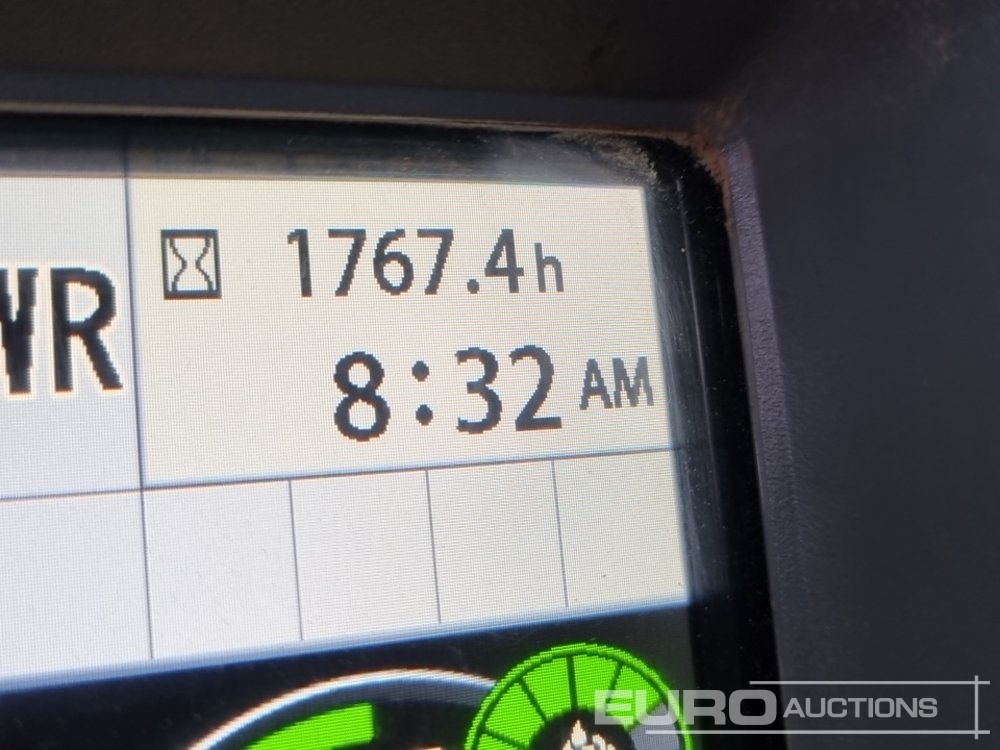 1767.4h
8:32 AM
WR
EURO AUCTIONS